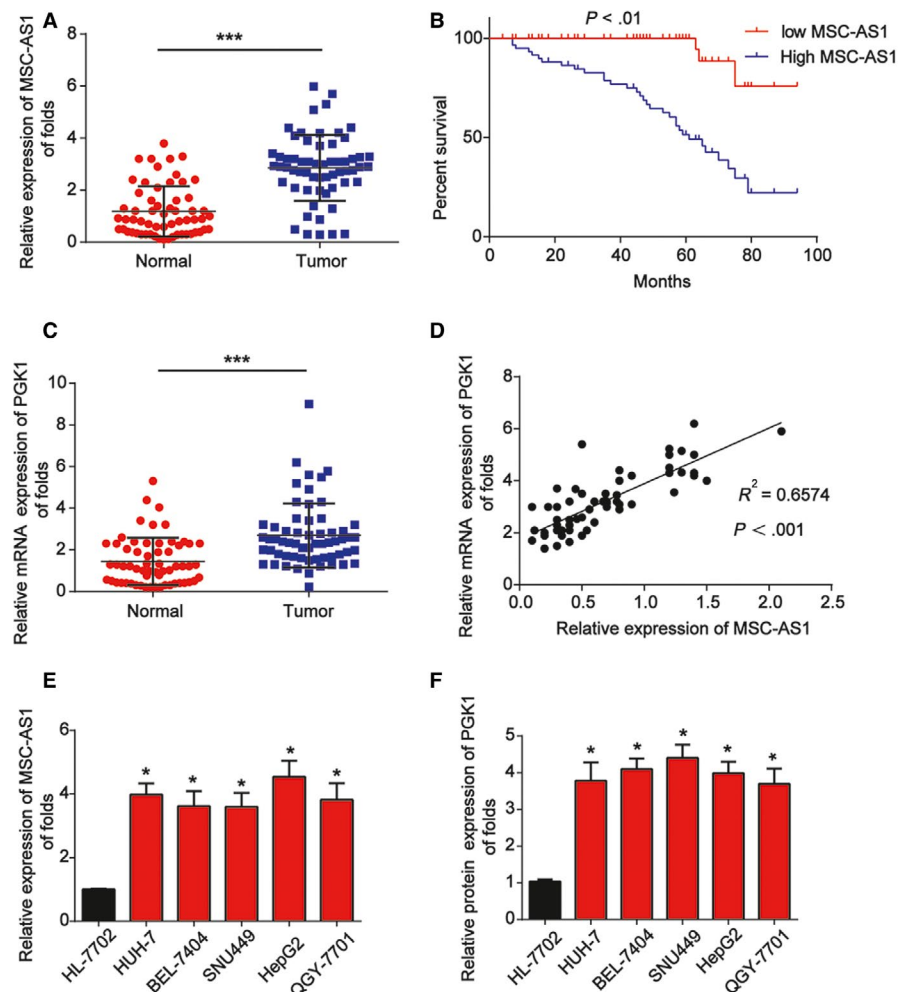 A
Relative expression of MSC-AS1
of folds
8
6
4
2
0
***
Normal
Tumor
B
P < .01
low MSC-AS1
High MSC-AS1
Percent survival
100
50
0
0
20
40
60
80
100
Months
C
Relative mRNA expression of PGK1
of folds
10
8
6
4
2
0
***
Normal
Tumor
D
Relative mRNA expression of PGK1
of folds
8
6
4
2
0
R2 = 0.6574
P < .001
0.0
0.5
1.0
1.5
2.0
2.5
Relative expression of MSC-AS1
E
Relative expression of MSC-AS1
of folds
6
4
2
0
*
*
*
*
*
HL-7702
HUH-7
BEL-7404
SNU449
HepG2
QGY-7701
F
Relative protein expression of PGK1
of folds
5
4
3
2
1
0
*
*
*
*
*
HL-7702
HUH-7
BEL-7404
SNU449
HepG2
QGY-7701